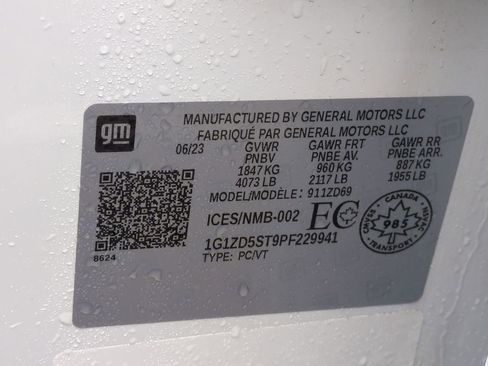 gm
MANUFACTURED BY GENERAL MOTORS LLC
FABRIQUÉ PAR GENERAL MOTORS LLC
06/23 GVWR GAWR FRT GAWR RR
PNBV PNBE AV. PNBE ARR.
1847 KG 960 KG 887 KG
4073 LB 2117 LB 1955 LB
MODEL/MODÈLE: 911ZD69
ICES/NMB-002 EC
CANADA
CMVSS 985 NSVAC
TRANSPORT
1G1ZD5ST9PF229941
8624 TYPE: PC/VT